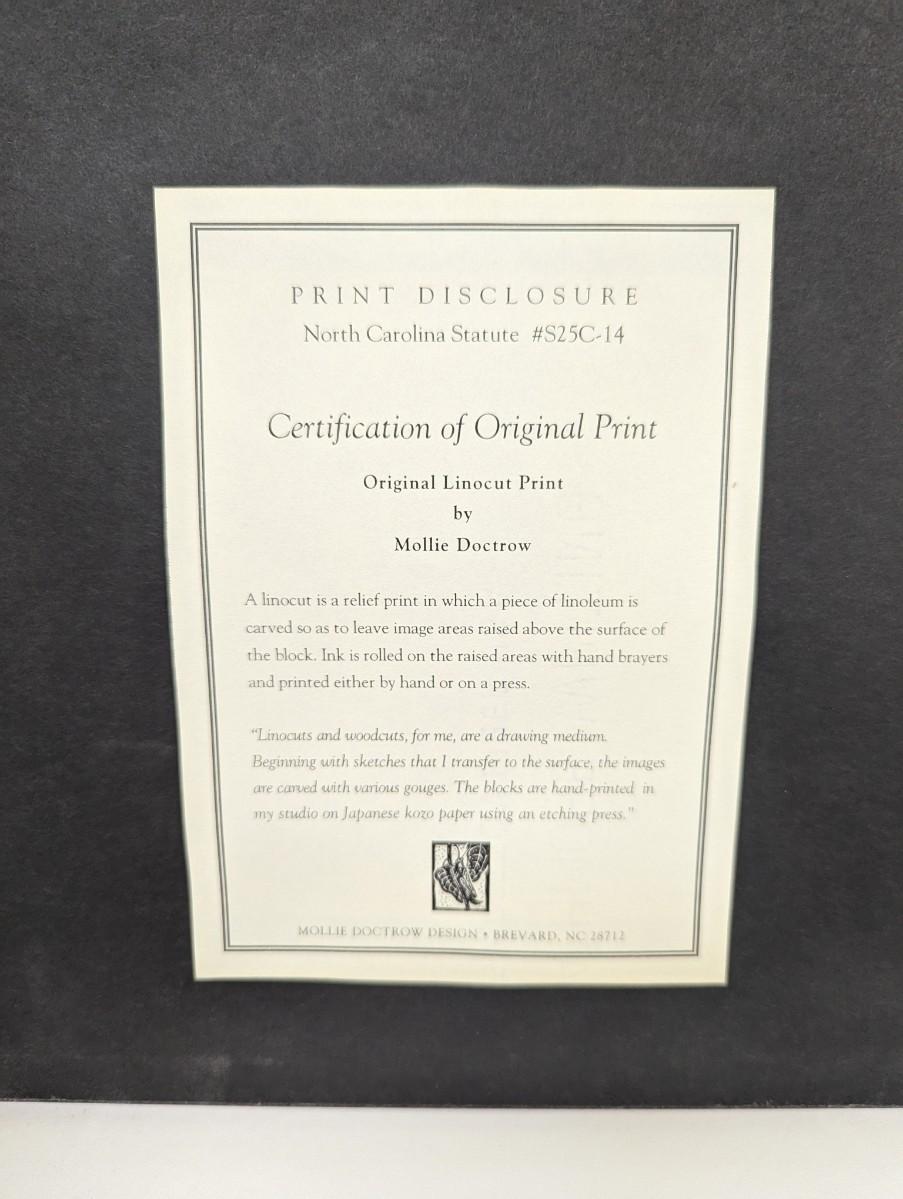 PRINT DISCLOSURE
North Carolina Statute #S25C-14
Certification of Original Print
Original Linocut Print
by
Mollie Doctrow
A linocut is a relief print in which a piece of linoleum is
carved so as to leave image areas raised above the surface of
the block. Ink is rolled on the raised areas with hand brayers
and printed either by hand or on a press.
"Linocuts and woodcuts, for me, are a drawing medium.
Beginning with sketches that I transfer to the surface, the images
are carved with various gouges. The blocks are hand-printed in
my studio on Japanese kozo paper using an etching press."
MOLLIE DOCTROW DESIGN • BREVARD, NC 28712